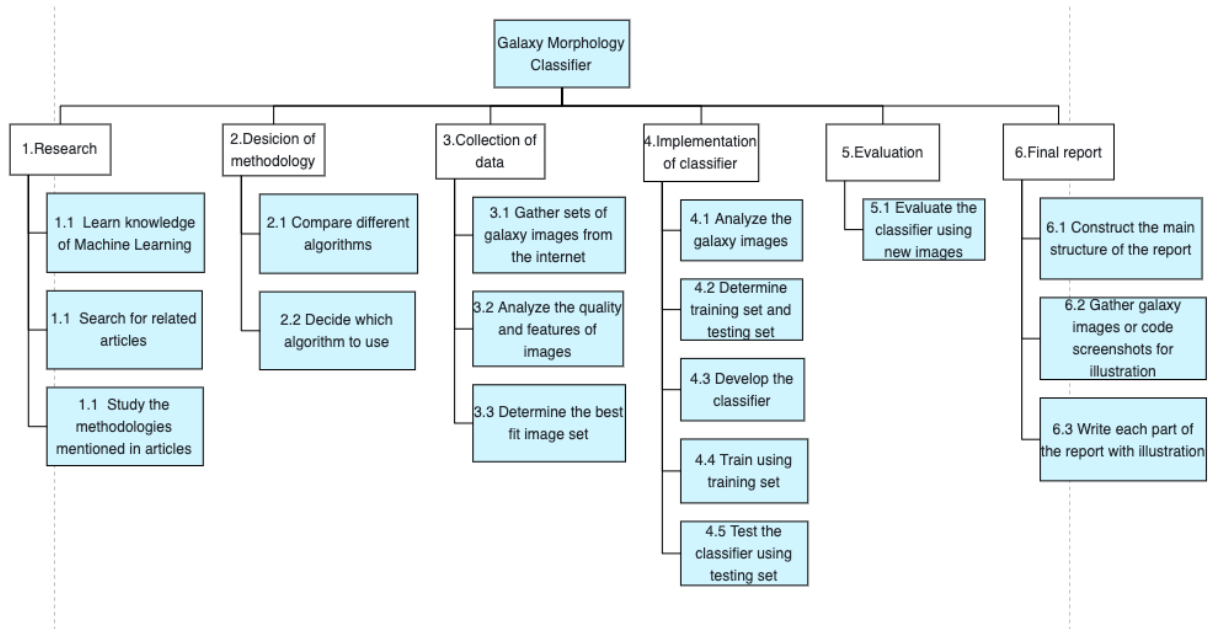 Galaxy Morphology
Classifier
1.Research
2.Desicion of
methodology
3.Collection of
data
4.Implementation
of classifier
5.Evaluation
6.Final report
1.1 Learn knowledge
of Machine Learning
1.1 Search for related
articles
1.1 Study the
methodologies
mentioned in articles
2.1 Compare different
algorithms
2.2 Decide which
algorithm to use
3.1 Gather sets of
galaxy images from
the internet
3.2 Analyze the quality
and features of
images
3.3 Determine the best
fit image set
4.1 Analyze the
galaxy images
4.2 Determine
training set and
testing set
4.3 Develop the
classifier
4.4 Train using
training set
4.5 Test the
classifier using
testing set
5.1 Evaluate the
classifier using
new images
6.1 Construct the main
structure of the report
6.2 Gather galaxy
images or code
screenshots for
illustration
6.3 Write each part of
the report with illustration